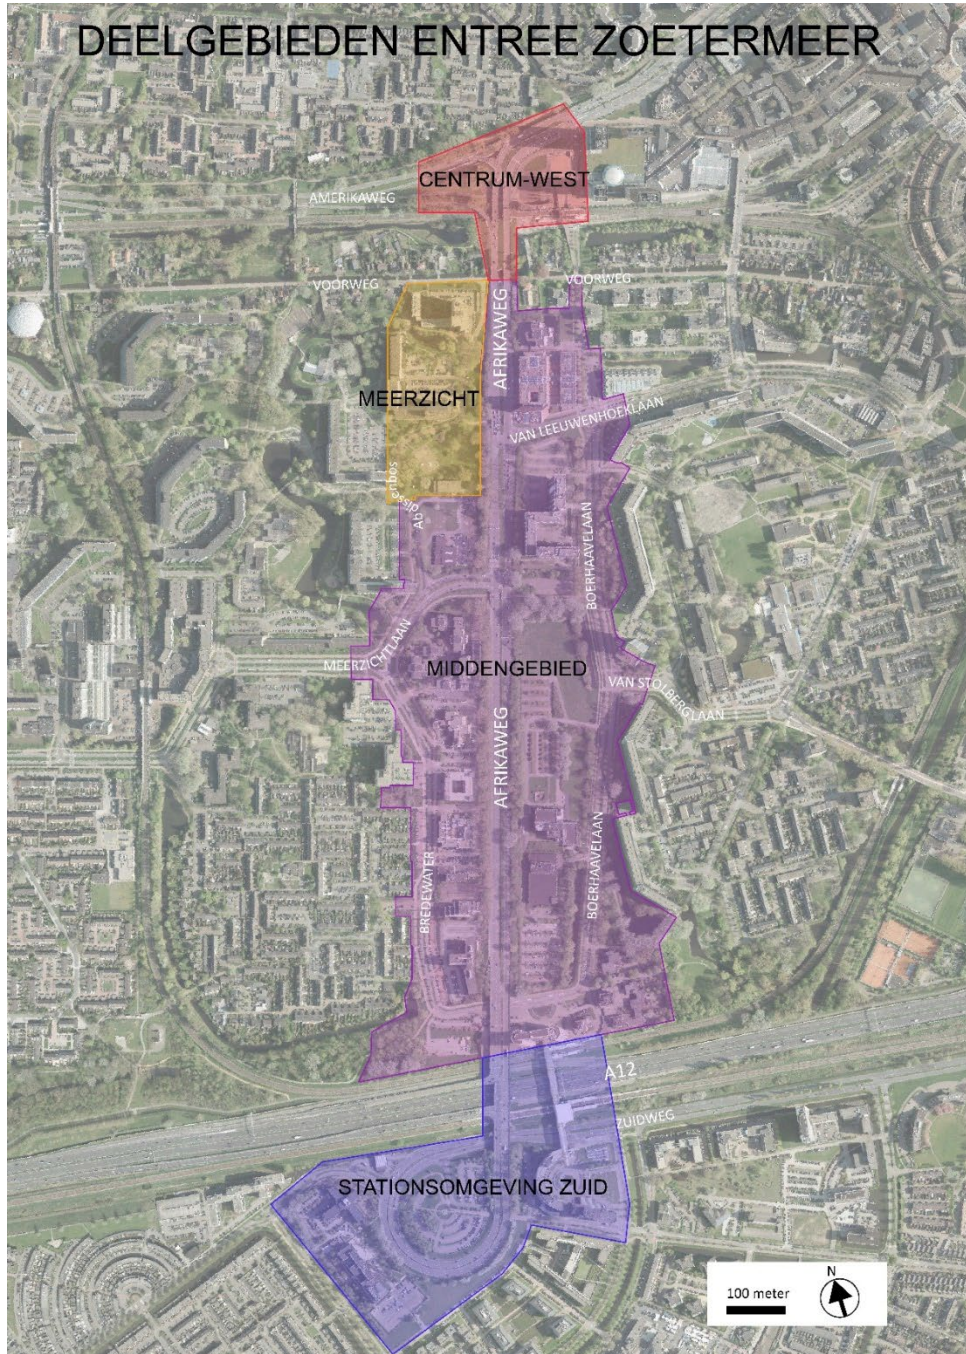 DEELGEBIEDEN ENTREE ZOETERMEER
CENTRUM-WEST
AMERIKAWEG
VOORWEG
VOORWEG
AFRIKAWEG
MEERZICHT
VAN LEEUWENHOEKLAAN
BOERHAAVELAAN
MEERZICHTLAAN
MIDDENGEBIED
VAN STOLBERGLAAN
AFRIKAWEG
BOERHAAVELAAN
BREDEWATER
A12
ZUIDWEG
STATIONSOMGEVING ZUID
N
100 meter